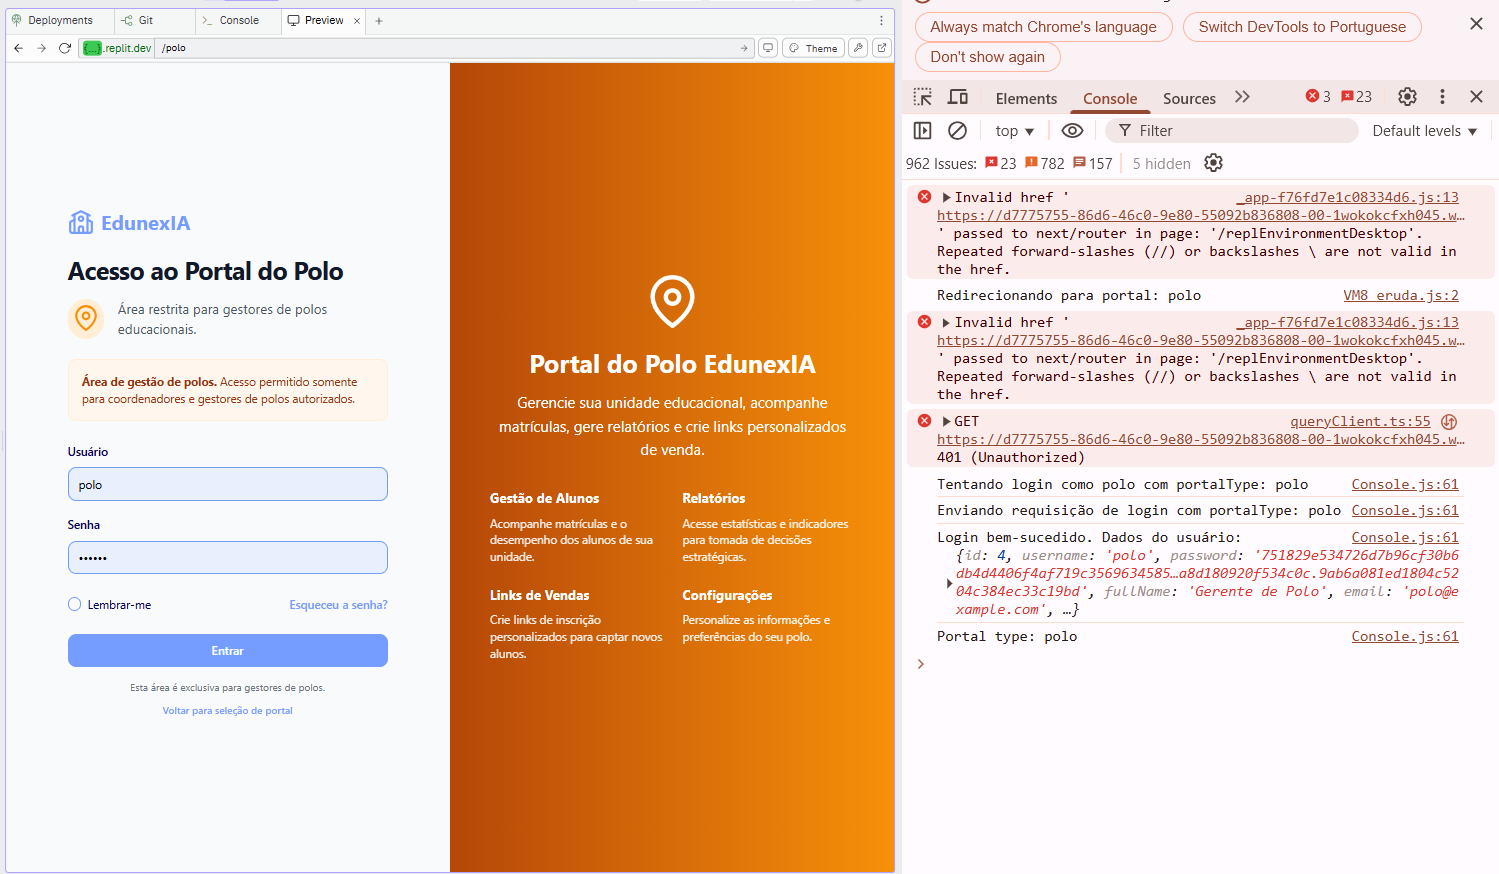 Deployments
Git
Console
Preview
{...}.replit.dev /polo
Theme
EdunexIA
Acesso ao Portal do Polo
Área restrita para gestores de polos
educacionais.
Área de gestão de polos. Acesso permitido somente
para coordenadores e gestores de polos autorizados.
Usuário
polo
Senha
••••••
Lembrar-me
Esqueceu a senha?
Entrar
Esta área é exclusiva para gestores de polos.
Voltar para seleção de portal
Portal do Polo EdunexIA
Gerencie sua unidade educacional, acompanhe
matrículas, gere relatórios e crie links personalizados
de venda.
Gestão de Alunos
Acompanhe matrículas e o
desempenho dos alunos de sua
unidade.
Relatórios
Acesse estatísticas e indicadores
para tomada de decisões
estratégicas.
Links de Vendas
Crie links de inscrição
personalizados para captar novos
alunos.
Configurações
Personalize as informações e
preferências do seu polo.
Always match Chrome's language
Switch DevTools to Portuguese
Don't show again
Elements
Console
Sources
3
23
top
Filter
Default levels
962 Issues: 23 782 157
5 hidden
Invalid href ' _app-f76fd7e1c08334d6.js:13
https://d7775755-86d6-46c0-9e80-55092b836808-00-1wokokcfxh045.w…
' passed to next/router in page: '/replEnvironmentDesktop'.
Repeated forward-slashes (//) or backslashes \ are not valid in
the href.
Redirecionando para portal: polo VM8 eruda.js:2
Invalid href ' _app-f76fd7e1c08334d6.js:13
https://d7775755-86d6-46c0-9e80-55092b836808-00-1wokokcfxh045.w…
' passed to next/router in page: '/replEnvironmentDesktop'.
Repeated forward-slashes (//) or backslashes \ are not valid in
the href.
GET queryClient.ts:55
https://d7775755-86d6-46c0-9e80-55092b836808-00-1wokokcfxh045.w…
401 (Unauthorized)
Tentando login como polo com portalType: polo Console.js:61
Enviando requisição de login com portalType: polo Console.js:61
Login bem-sucedido. Dados do usuário: Console.js:61
{id: 4, username: 'polo', password: '751829e534726d7b96cf30b6
db4d4406f4af719c3569634585…a8d180920f534c0c.9ab6a081ed1804c52
04c384ec33c19bd', fullName: 'Gerente de Polo', email: 'polo@e
xample.com', …}
Portal type: polo Console.js:61